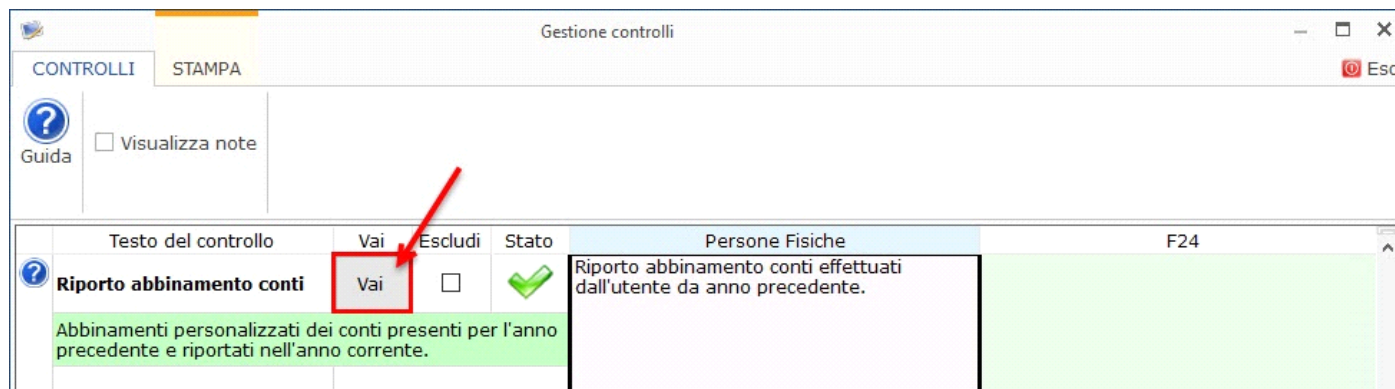 Gestione controlli
CONTROLLI STAMPA
Esc
Guida
Visualizza note
Testo del controllo Vai Escludi Stato Persone Fisiche F24
Riporto abbinamento conti Vai
Riporto abbinamento conti effettuati
dall'utente da anno precedente.
Abbinamenti personalizzati dei conti presenti per l'anno
precedente e riportati nell'anno corrente.